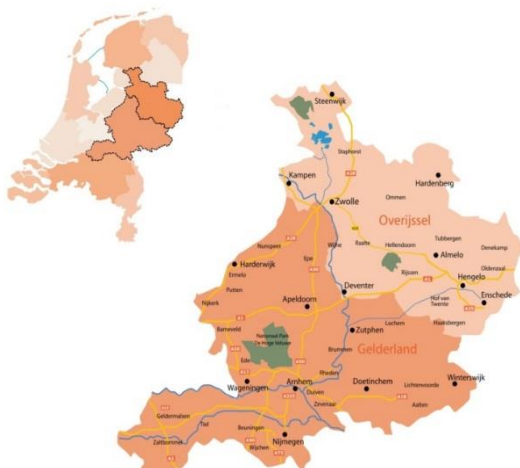 Steenwijk
Staphorst
Kampen
Hardenberg
Ommen
Zwolle
Overijssel
Nunspeet
Wijhe
Raalte
Hellendoorn
Tubbergen
Denekamp
Epe
Almelo
Oldenzaal
Harderwijk
Ermelo
Rijssen
Hengelo
Putten
Deventer
Enschede
Nijkerk
Apeldoorn
Hof van
Twente
Lochem
Haaksbergen
Zutphen
Barneveld
Nationaal Park
De Hoge Veluwe
Gelderland
Brummen
Ede
Rheden
Wageningen
Arnhem
Duiven
Doetinchem
Lichtenvoorde
Winterswijk
Zevenaar
Aalten
Geldermalsen
Tiel
Beuningen
Zaltbommel
Wijchen
Nijmegen